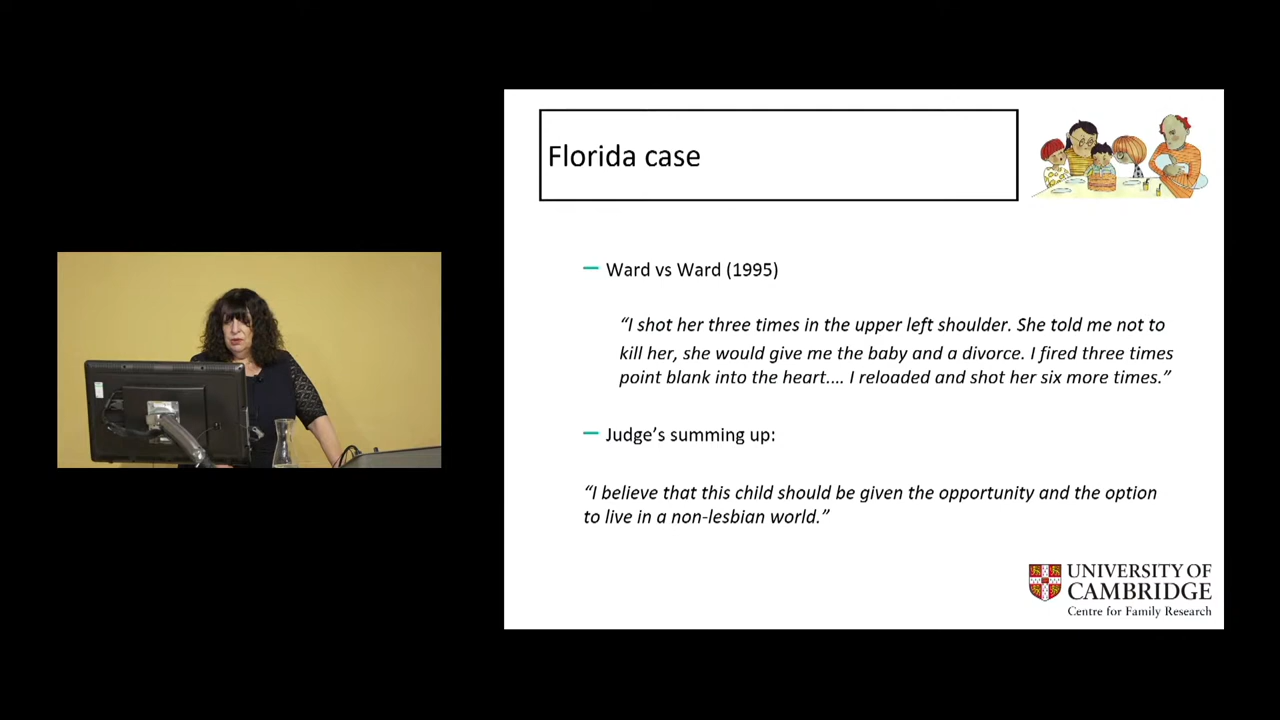 Florida case
– Ward vs Ward (1995)
“I shot her three times in the upper left shoulder. She told me not to
kill her, she would give me the baby and a divorce. I fired three times
point blank into the heart.... I reloaded and shot her six more times.”
– Judge’s summing up:
“I believe that this child should be given the opportunity and the option
to live in a non-lesbian world.”
UNIVERSITY OF
CAMBRIDGE
Centre for Family Research